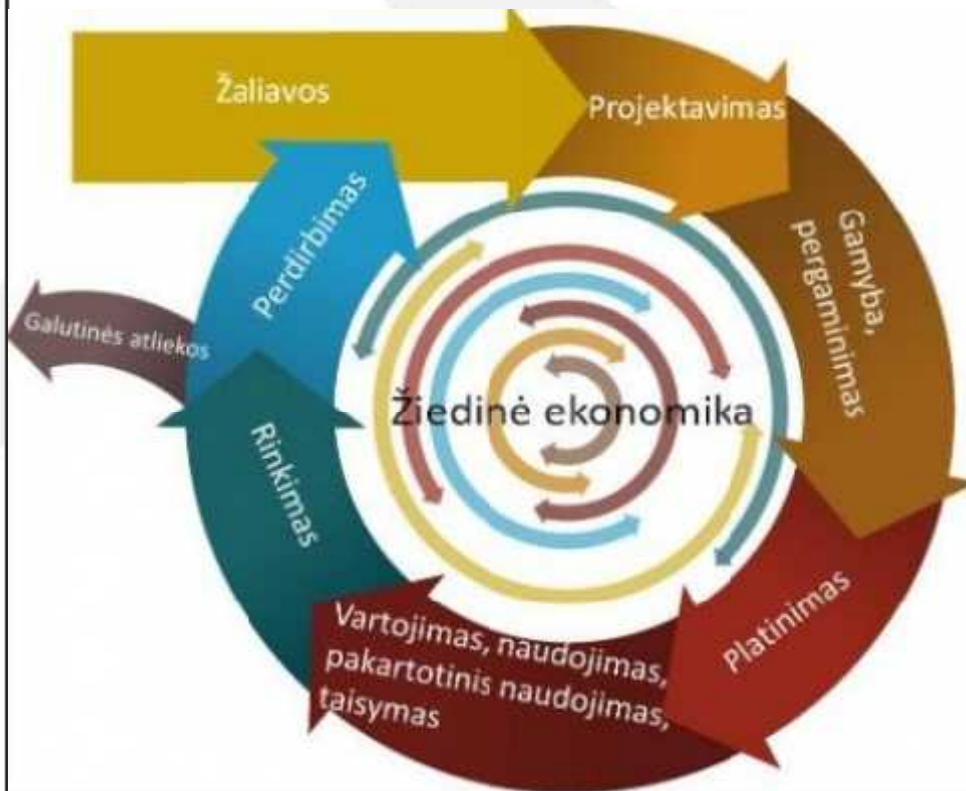 Žaliavos
Projektavimas
Gamyba,
pergamininimas
Platinimas
Vartojimas, naudojimas,
pakartotinis naudojimas,
taisymas
Rinkimas
Perdirbimas
Galutinės atliekos
Žiedinė ekonomika